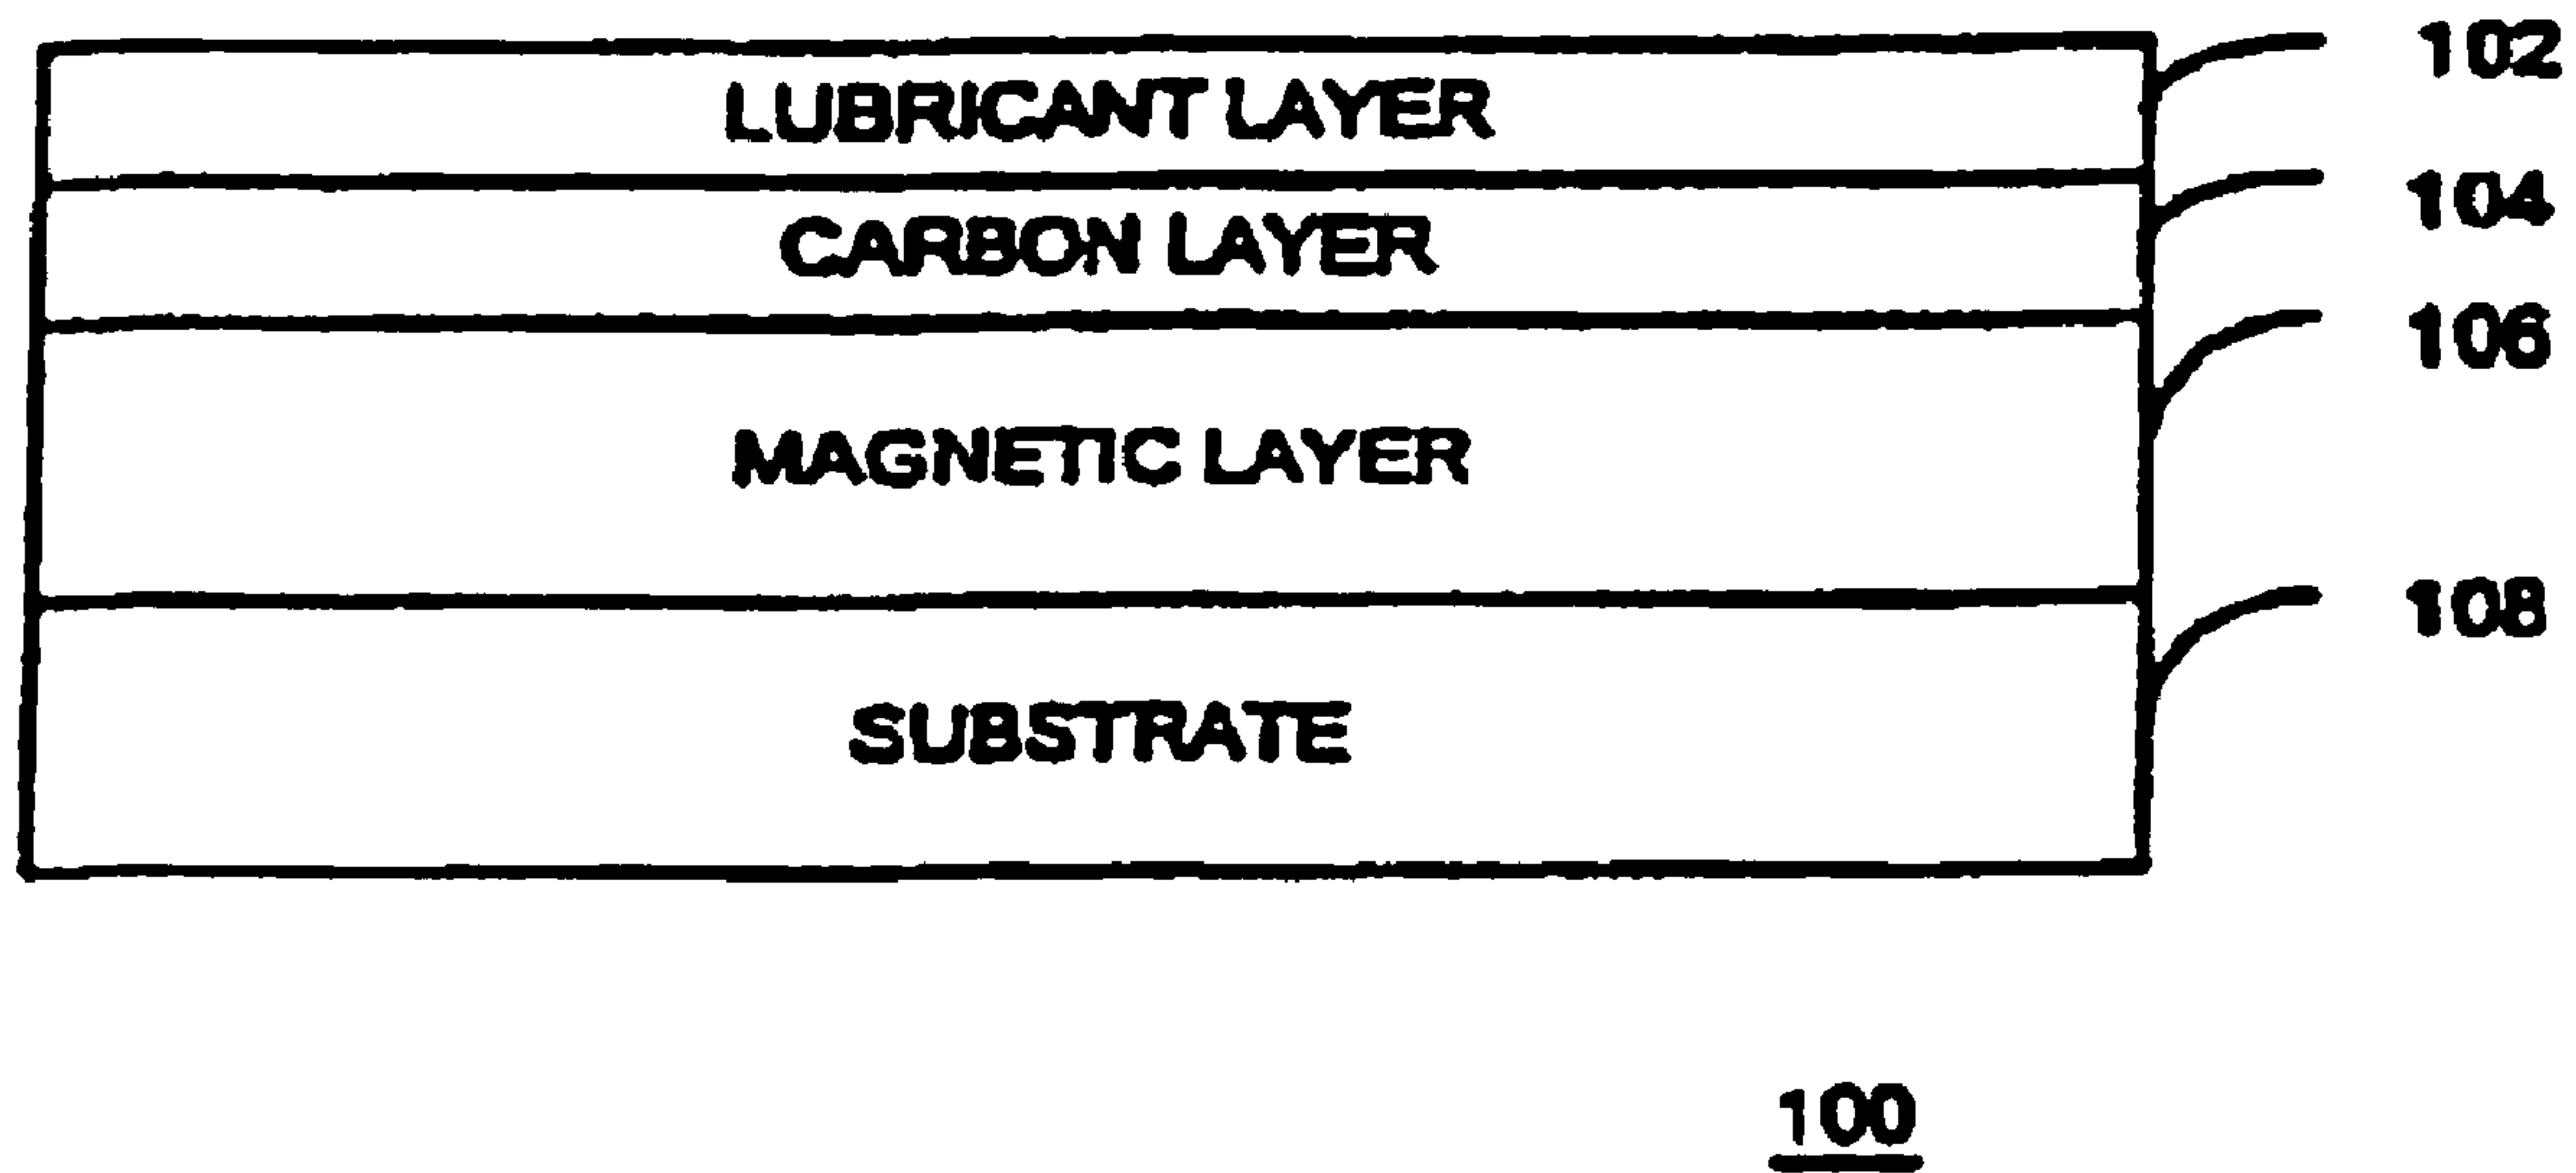 LUBRICANT LAYER 102
CARBON LAYER 104
MAGNETIC LAYER 106
SUBSTRATE 108
100